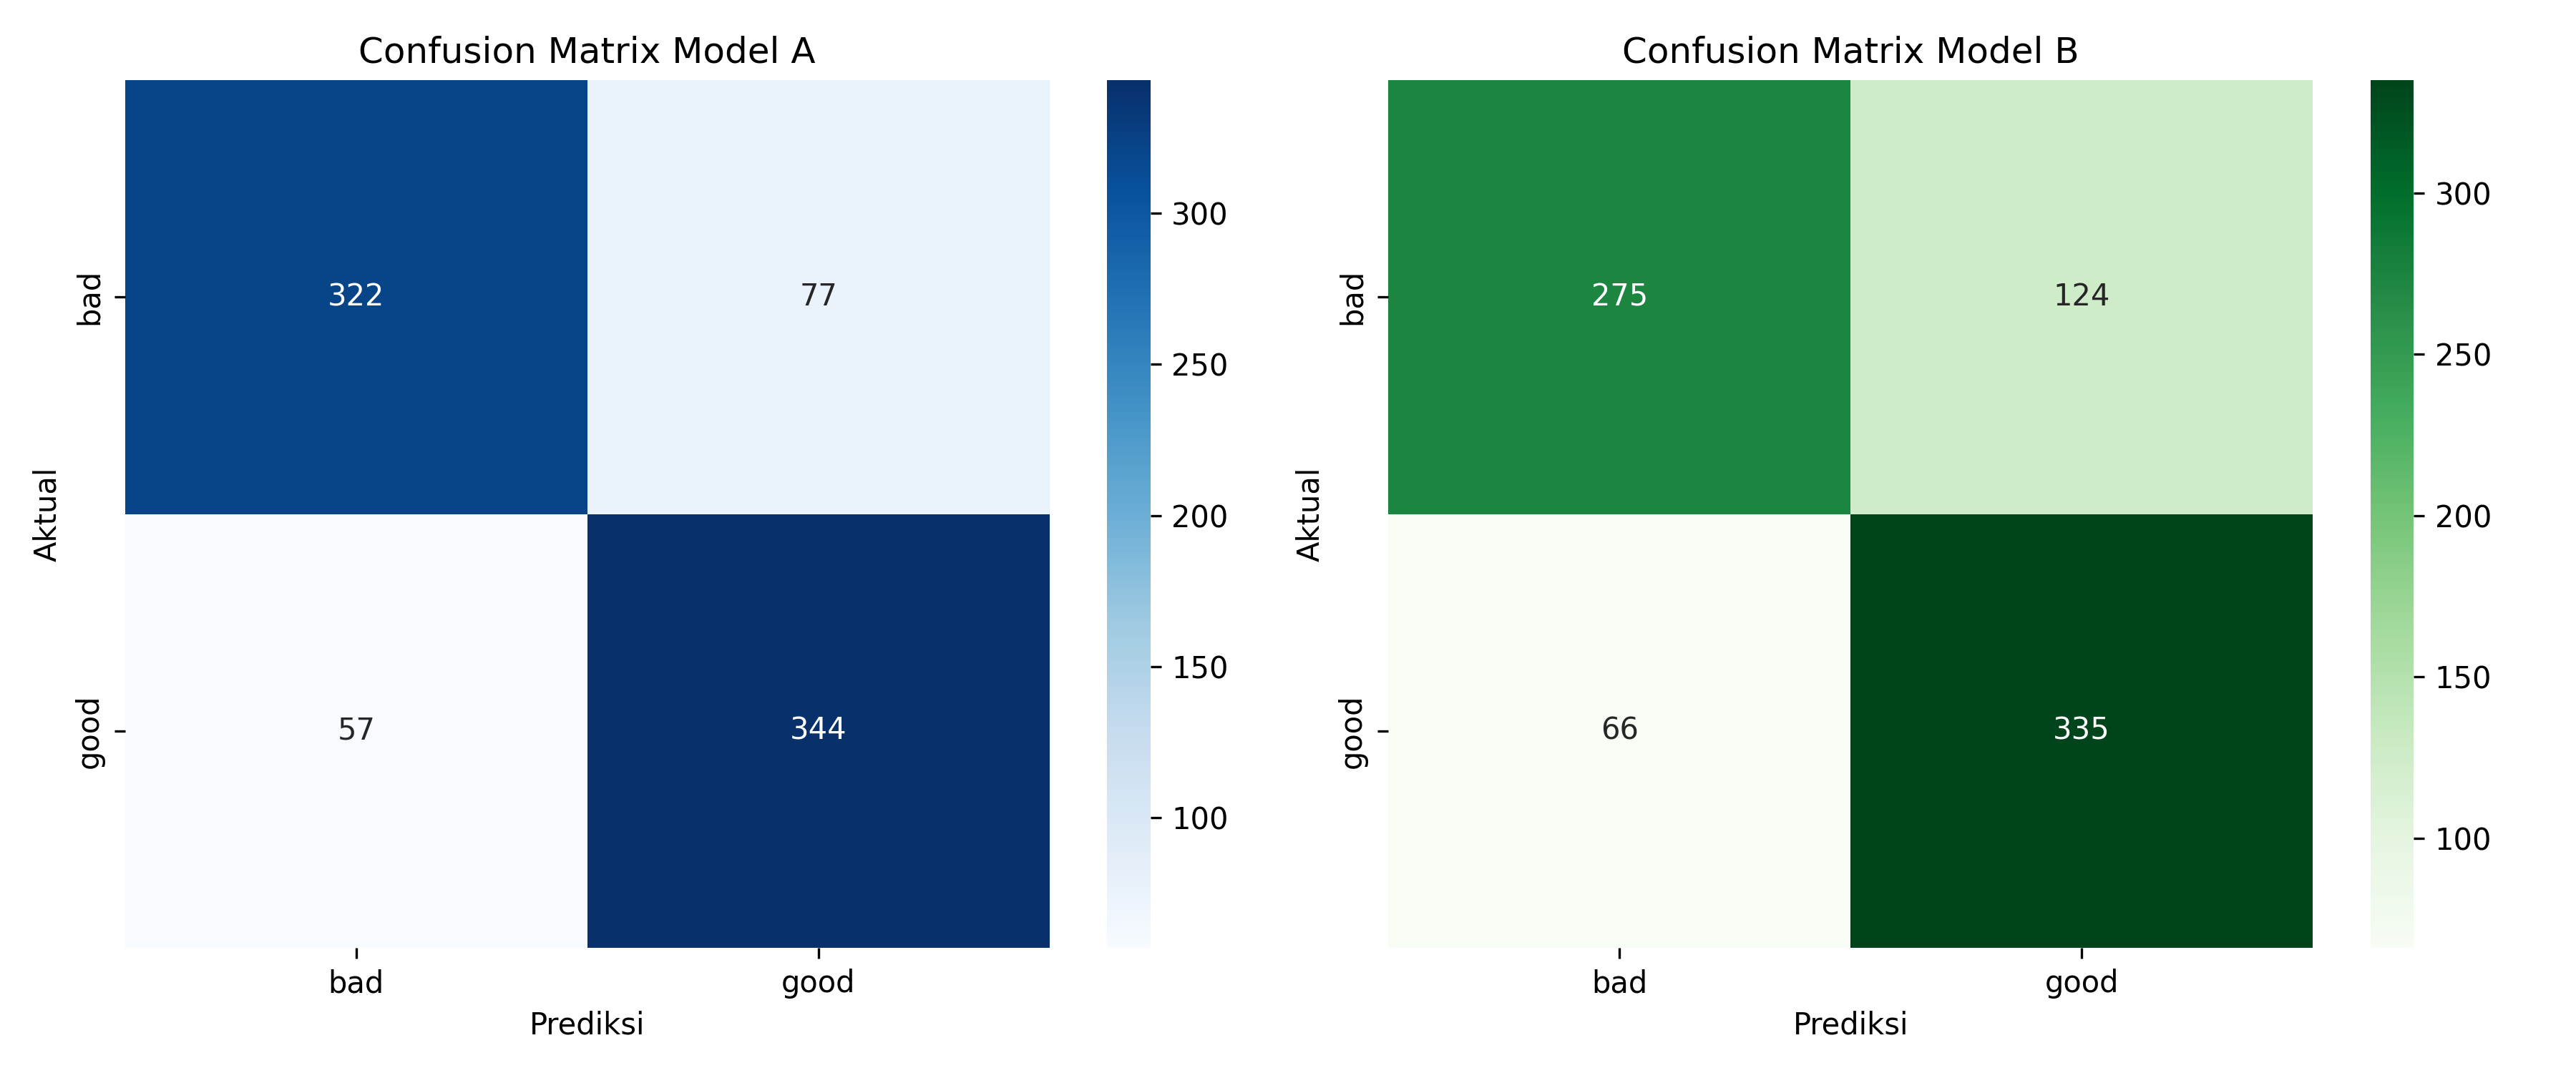 Confusion Matrix Model A
322
77
57
344
bad
good
Aktual
bad
good
Prediksi
300
250
200
150
100
Confusion Matrix Model B
275
124
66
335
bad
good
Aktual
bad
good
Prediksi
300
250
200
150
100